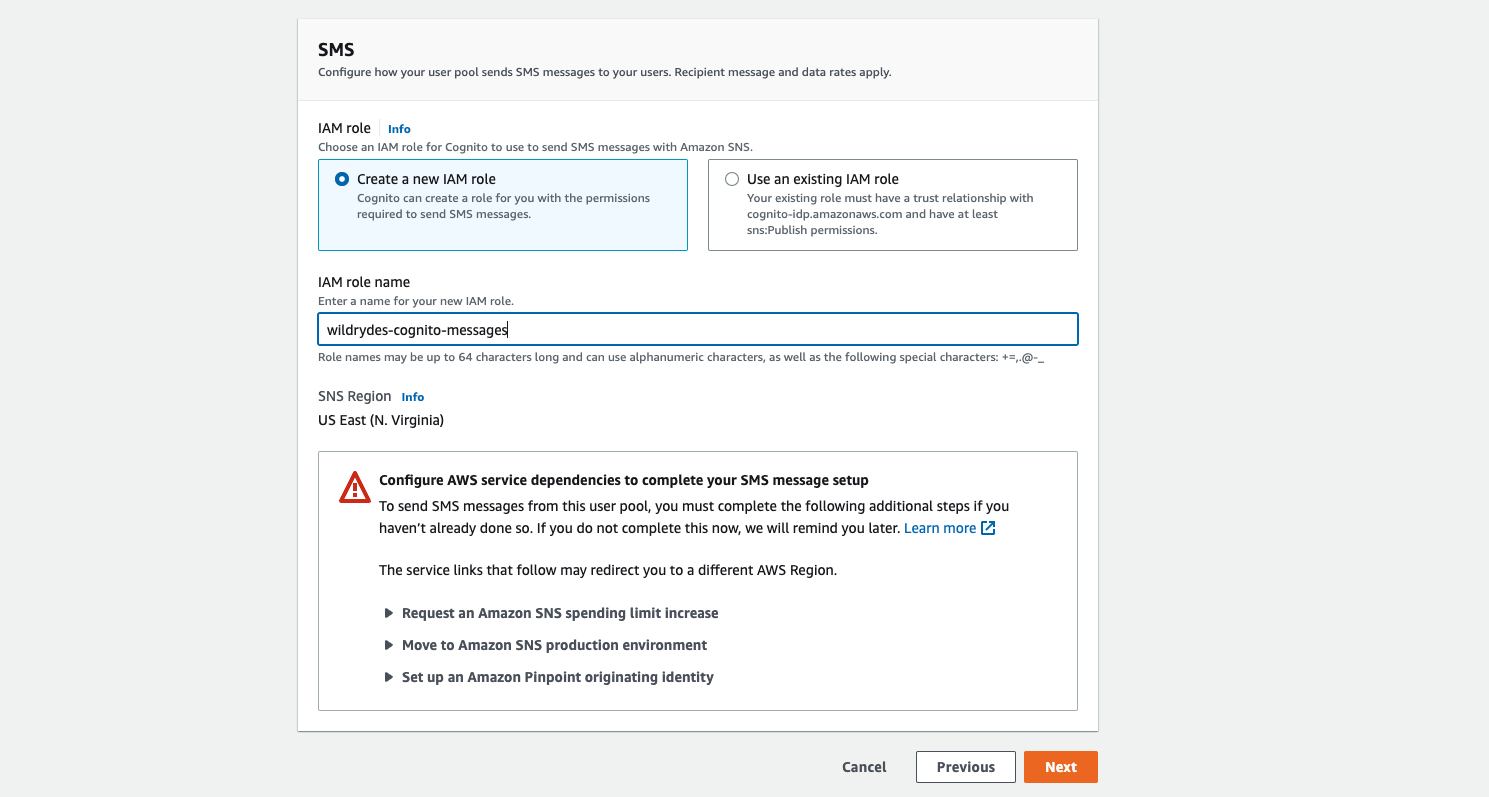 SMS
Configure how your user pool sends SMS messages to your users. Recipient message and data rates apply.
IAM role Info
Choose an IAM role for Cognito to use to send SMS messages with Amazon SNS.
Create a new IAM role
Cognito can create a role for you with the permissions
required to send SMS messages.
Use an existing IAM role
Your existing role must have a trust relationship with
cognito-idp.amazonaws.com and have at least
sns:Publish permissions.
IAM role name
Enter a name for your new IAM role.
wildrydes-cognito-messages
Role names may be up to 64 characters long and can use alphanumeric characters, as well as the following special characters: +=,.@-_
SNS Region Info
US East (N. Virginia)
Configure AWS service dependencies to complete your SMS message setup
To send SMS messages from this user pool, you must complete the following additional steps if you
haven’t already done so. If you do not complete this now, we will remind you later. Learn more
The service links that follow may redirect you to a different AWS Region.
Request an Amazon SNS spending limit increase
Move to Amazon SNS production environment
Set up an Amazon Pinpoint originating identity
Cancel Previous Next